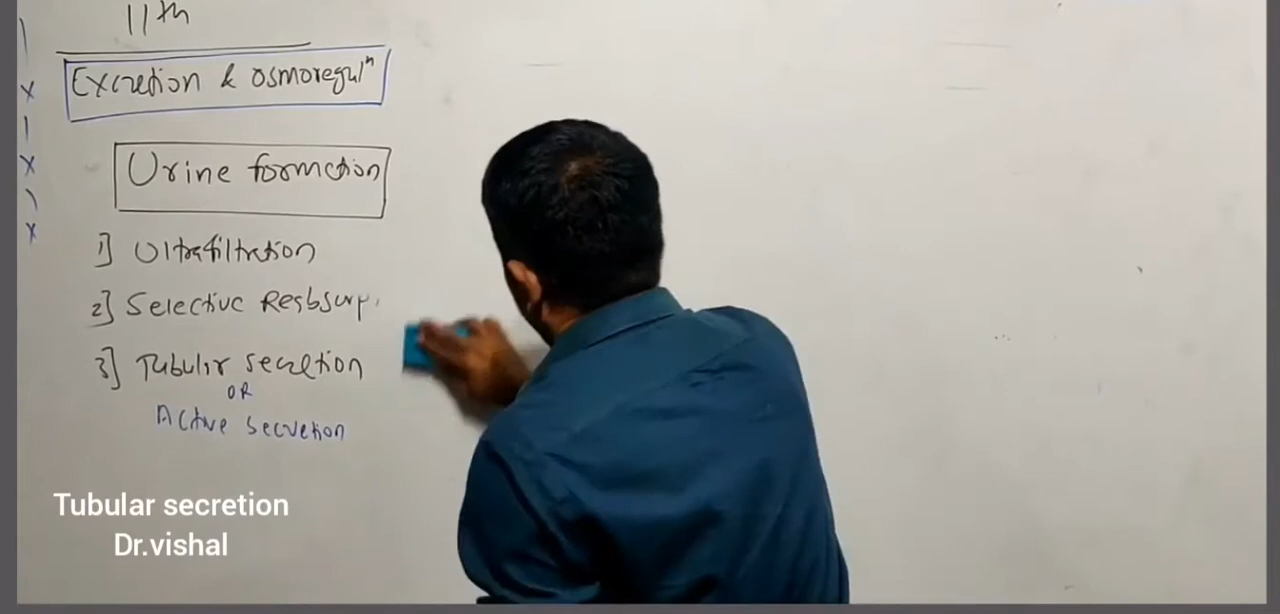 11th
Excretion & osmoregulⁿ
Urine formation
1] Ultrafiltration
2] Selective Reabsorp.
3] Tubular secretion
OR
Active secretion
Tubular secretion
Dr.vishal